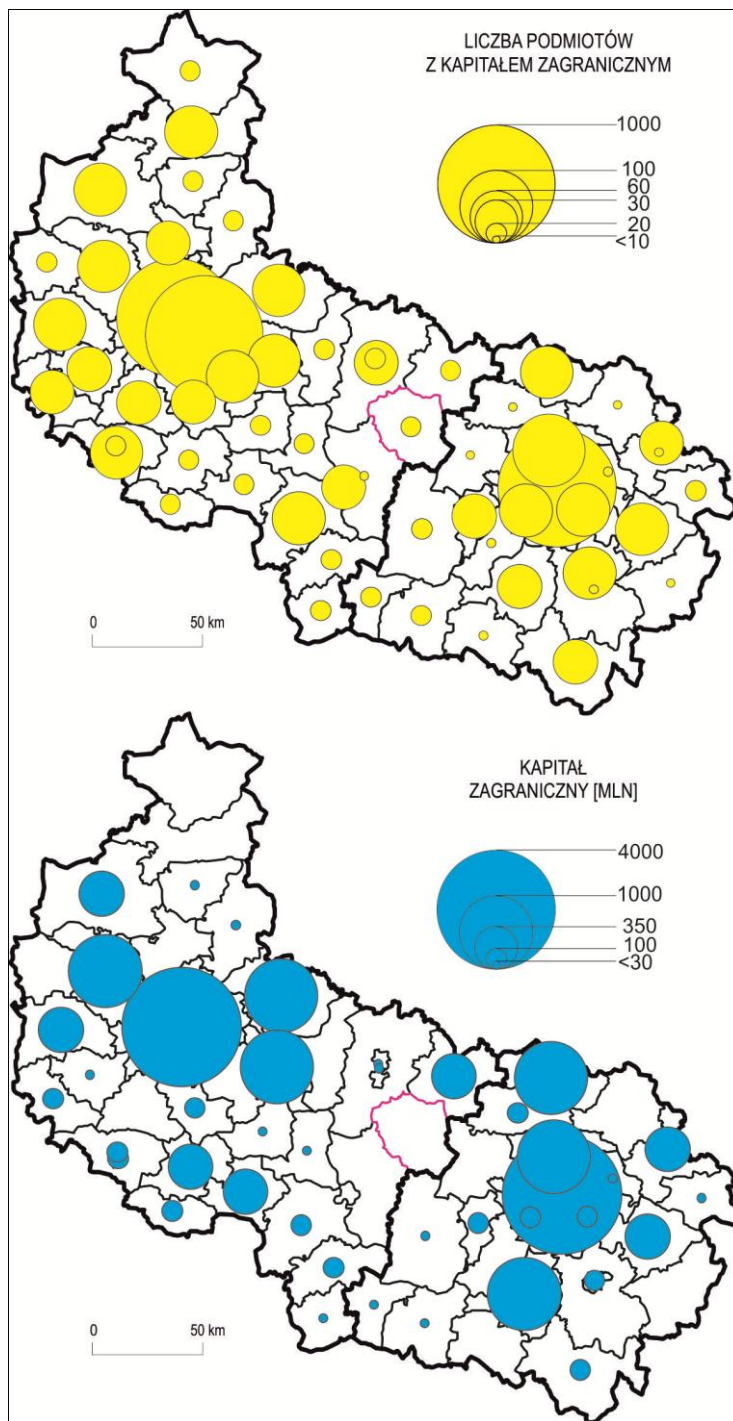 LICZBA PODMIOTÓW
Z KAPITAŁEM ZAGRANICZNYM
1000
100
60
30
20
<10
0 50 km
KAPITAŁ
ZAGRANICZNY [MLN]
4000
1000
350
100
<30
0 50 km